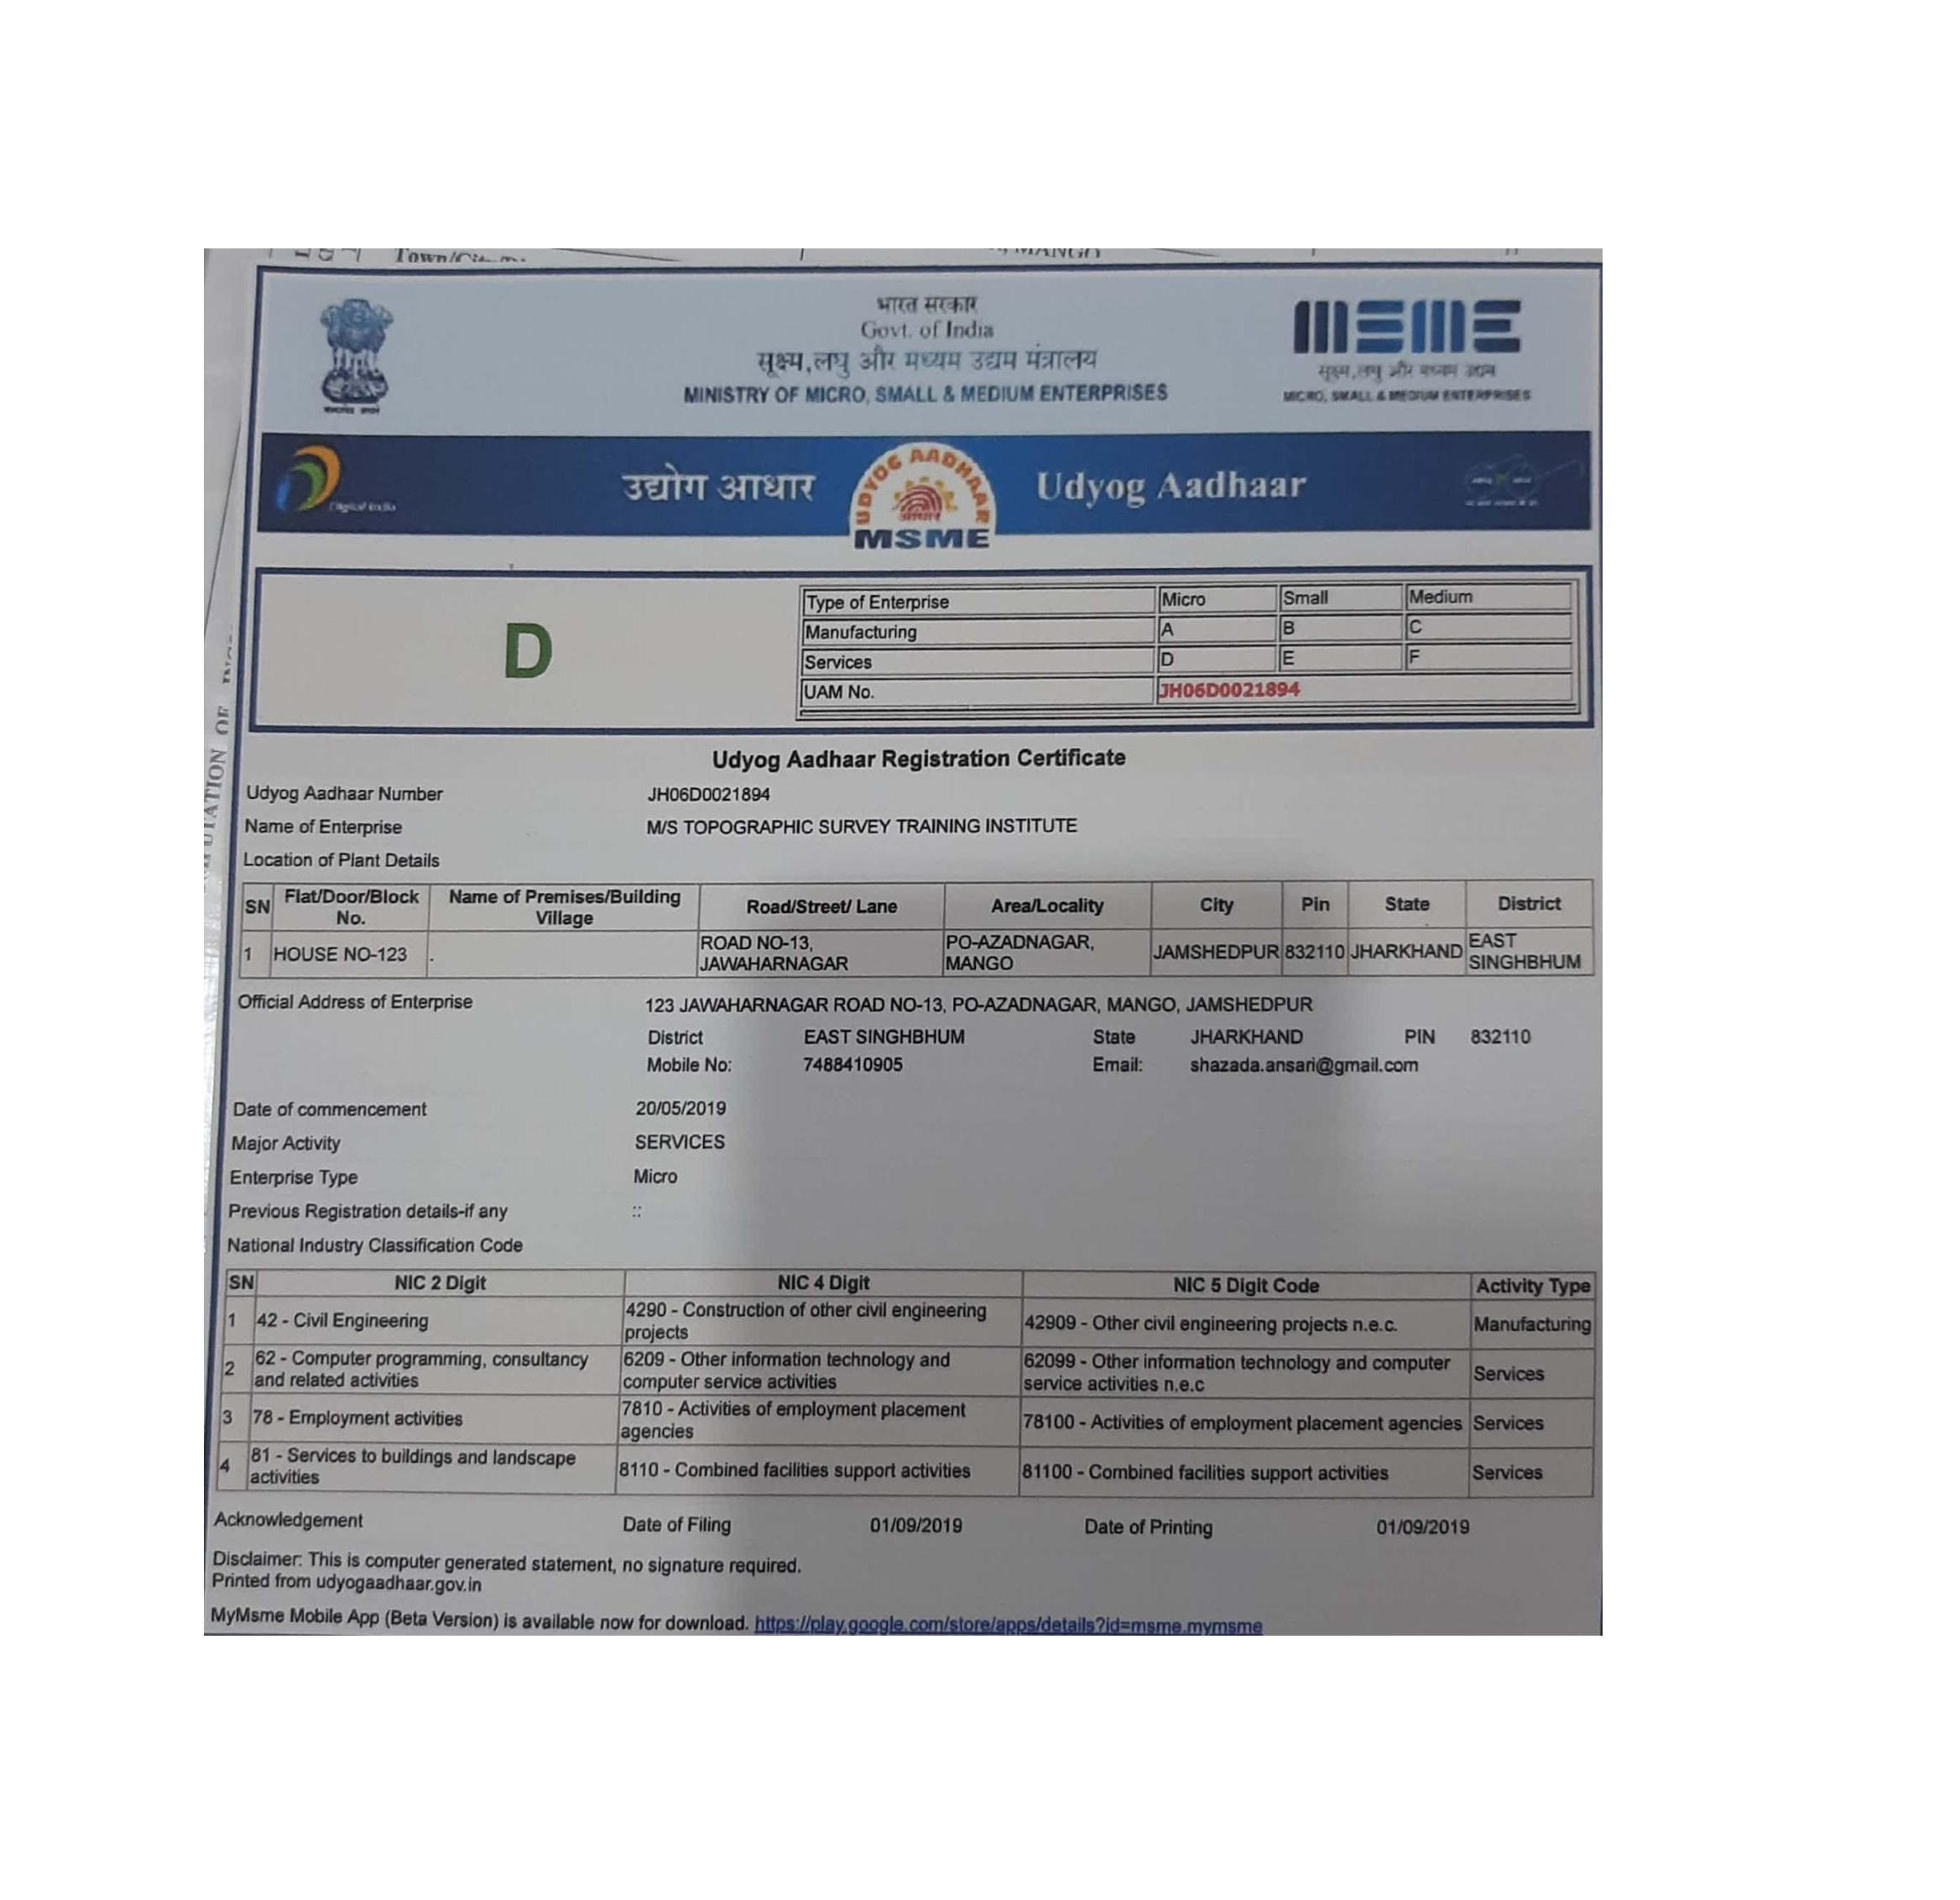 Town/City
MANGO
भारत सरकार
Govt. of India
सूक्ष्म,लघु और मध्यम उद्यम मंत्रालय
MINISTRY OF MICRO, SMALL & MEDIUM ENTERPRISES
MSME
सूक्ष्म,लघु और मध्यम उद्यम
MICRO, SMALL & MEDIUM ENTERPRISES
Digital India
उद्योग आधार
UDYOG AADHAAR
आधार
MSME
Udyog Aadhaar
D
Type of Enterprise Micro Small Medium
Manufacturing A B C
Services D E F
UAM No. JH06D0021894
Udyog Aadhaar Registration Certificate
Udyog Aadhaar Number JH06D0021894
Name of Enterprise M/S TOPOGRAPHIC SURVEY TRAINING INSTITUTE
Location of Plant Details
SN Flat/Door/Block No. Name of Premises/Building Village Road/Street/ Lane Area/Locality City Pin State District
1 HOUSE NO-123 . ROAD NO-13, JAWAHARNAGAR PO-AZADNAGAR, MANGO JAMSHEDPUR 832110 JHARKHAND EAST SINGHBHUM
Official Address of Enterprise 123 JAWAHARNAGAR ROAD NO-13, PO-AZADNAGAR, MANGO, JAMSHEDPUR
District EAST SINGHBHUM State JHARKHAND PIN 832110
Mobile No: 7488410905 Email: shazada.ansari@gmail.com
Date of commencement 20/05/2019
Major Activity SERVICES
Enterprise Type Micro
Previous Registration details-if any ::
National Industry Classification Code
SN NIC 2 Digit NIC 4 Digit NIC 5 Digit Code Activity Type
1 42 - Civil Engineering 4290 - Construction of other civil engineering projects 42909 - Other civil engineering projects n.e.c. Manufacturing
2 62 - Computer programming, consultancy and related activities 6209 - Other information technology and computer service activities 62099 - Other information technology and computer service activities n.e.c Services
3 78 - Employment activities 7810 - Activities of employment placement agencies 78100 - Activities of employment placement agencies Services
4 81 - Services to buildings and landscape activities 8110 - Combined facilities support activities 81100 - Combined facilities support activities Services
Acknowledgement Date of Filing 01/09/2019 Date of Printing 01/09/2019
Disclaimer: This is computer generated statement, no signature required.
Printed from udyogaadhaar.gov.in
MyMsme Mobile App (Beta Version) is available now for download. https://play.google.com/store/apps/details?id=msme.mymsme